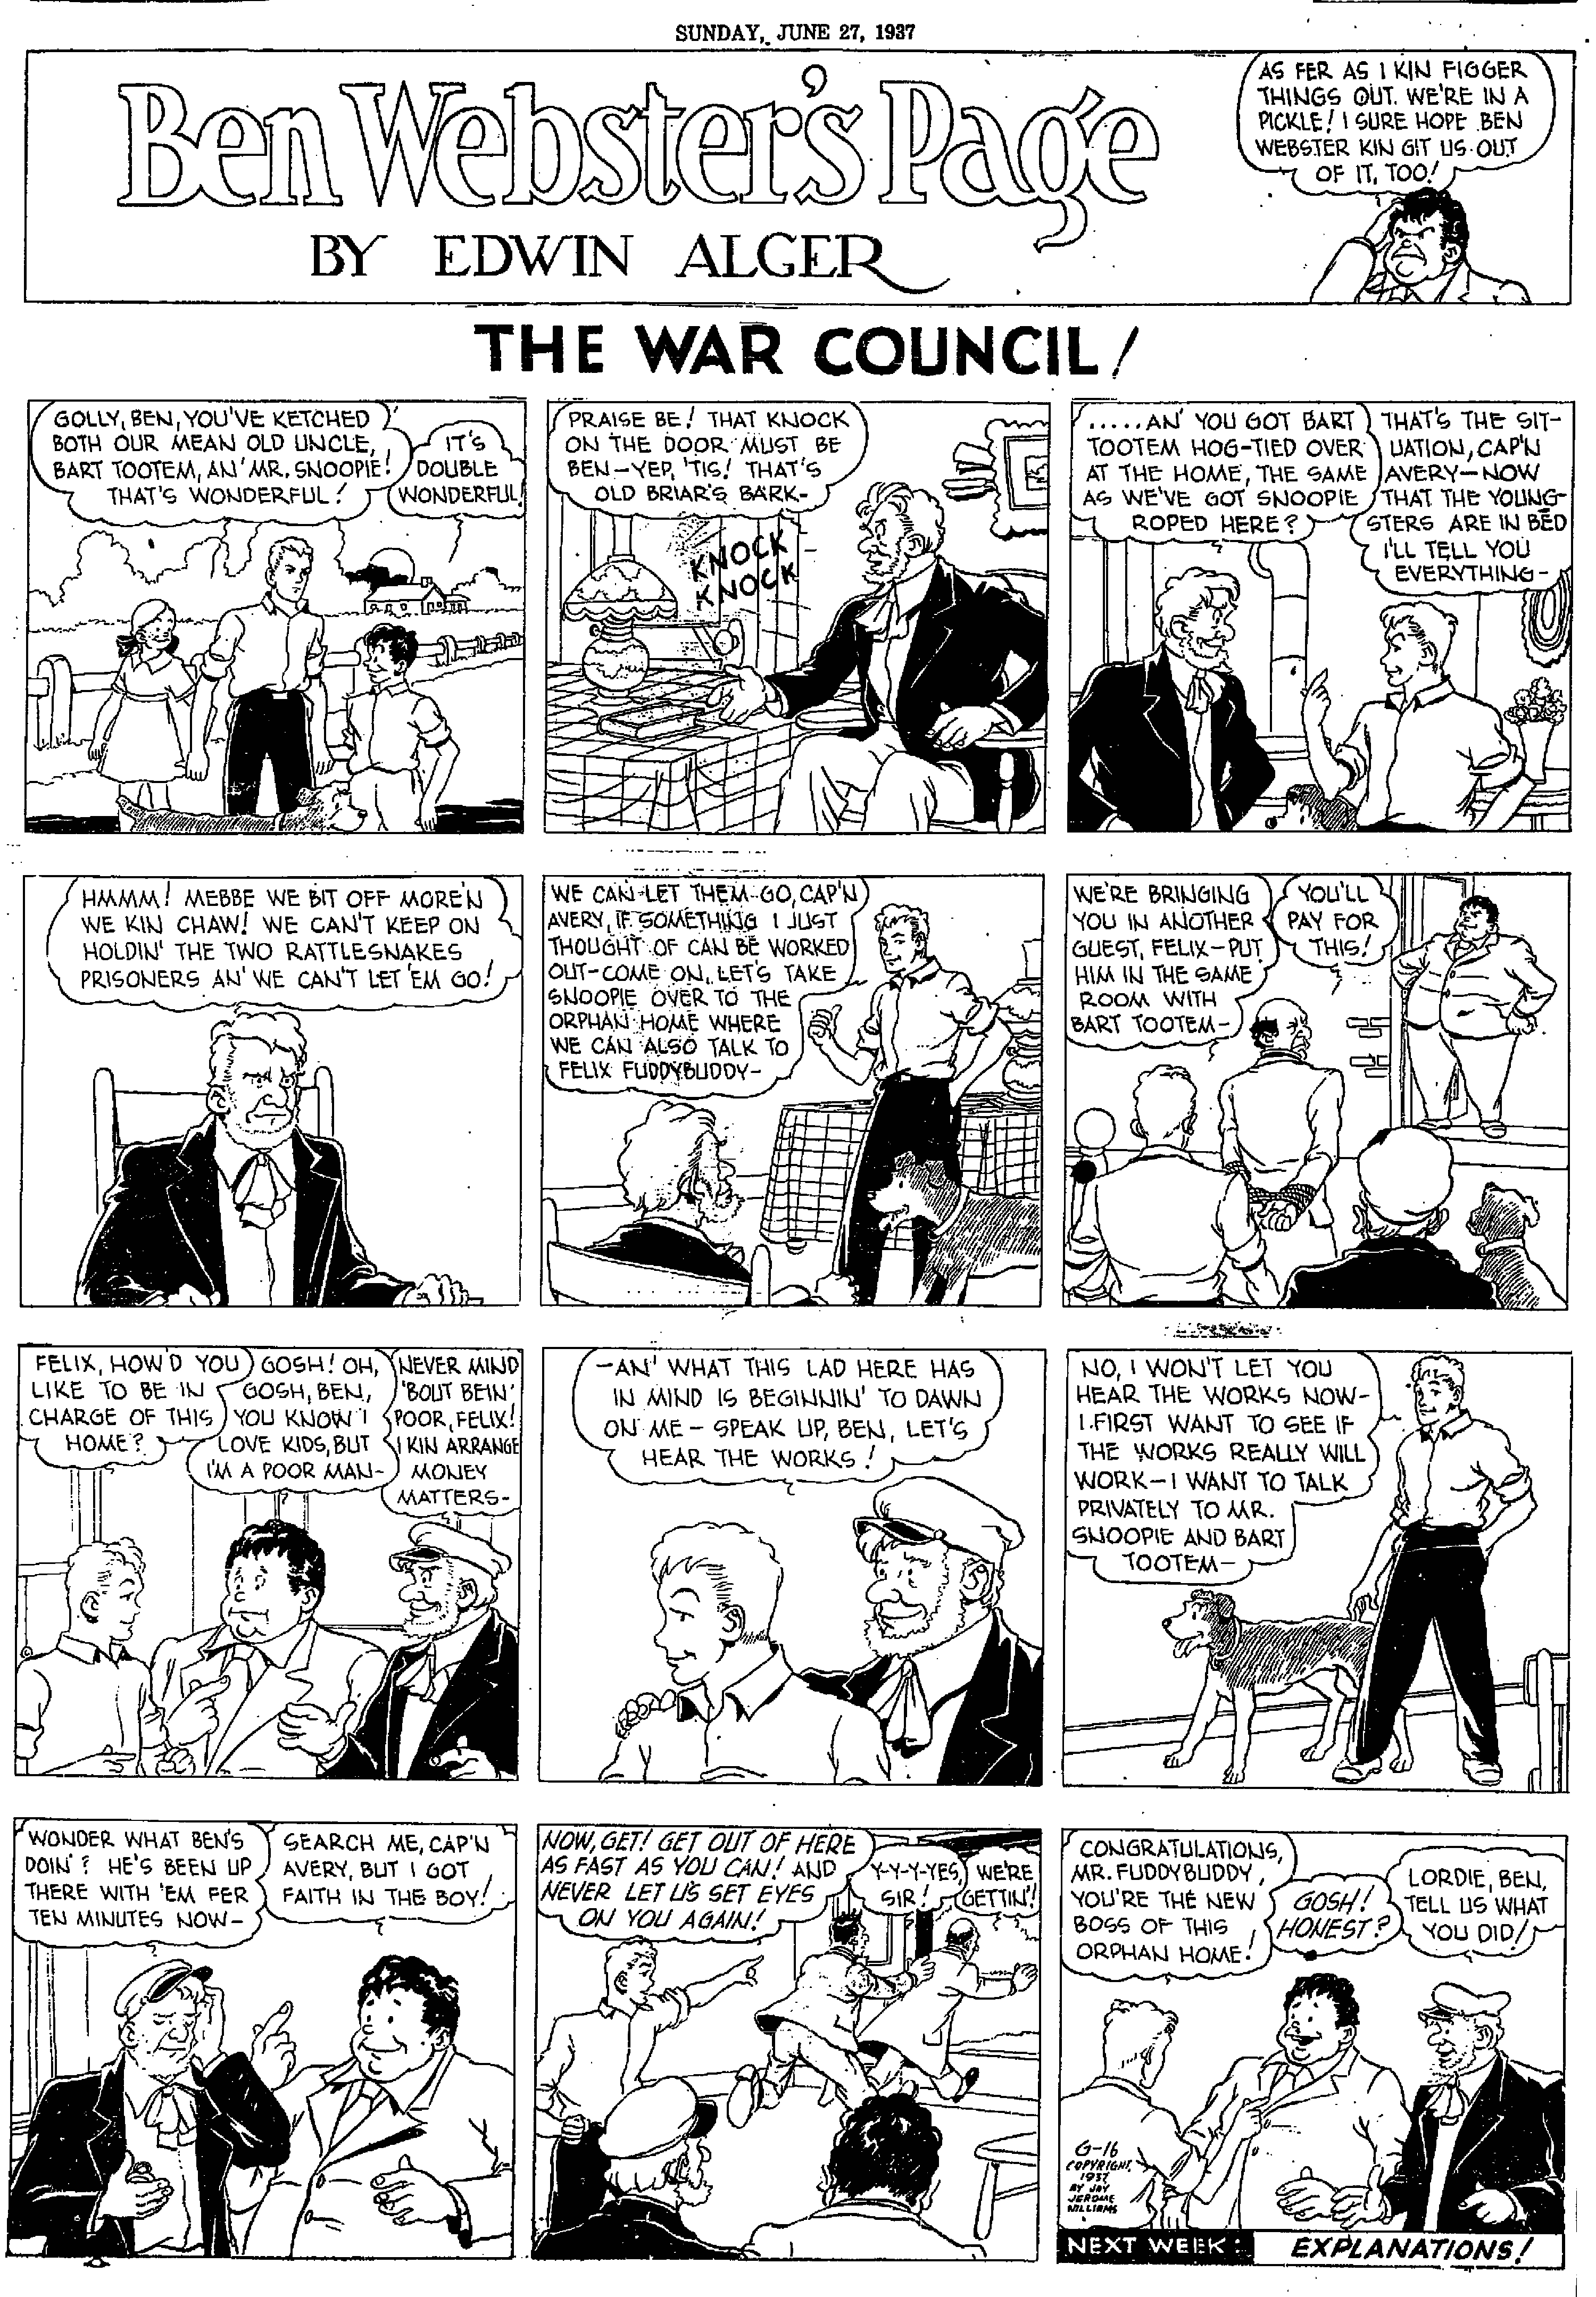 SUNDAY, JUNE 27, 1937
Ben Webster's Page
BY EDWIN ALGER
AS FER AS I KIN FIGGER
THINGS OUT. WE'RE IN A
PICKLE! I SURE HOPE BEN
WEBSTER KIN GIT US OUT
OF IT, TOO!
THE WAR COUNCIL!
GOLLY, BEN, YOU'VE KETCHED
BOTH OUR MEAN OLD UNCLE,
BART TOOTEM, AN' MR. SNOOPIE!
THAT'S WONDERFUL!
IT'S
DOUBLE
WONDERFUL!
PRAISE BE! THAT KNOCK
ON THE DOOR MUST BE
BEN-YEP, 'TIS! THAT'S
OLD BRIAR'S BARK-
KNOCK
KNOCK
.....AN' YOU GOT BART
TOOTEM HOG-TIED OVER
AT THE HOME, THE SAME
AS WE'VE GOT SNOOPIE
ROPED HERE?
THAT'S THE SIT-
UATION, CAP'N
AVERY-NOW
THAT THE YOUNG-
STERS ARE IN BED
I'LL TELL YOU
EVERYTHING-
HMMM! MEBBE WE BIT OFF MORE'N
WE KIN CHAW! WE CAN'T KEEP ON
HOLDIN' THE TWO RATTLESNAKES
PRISONERS AN' WE CAN'T LET 'EM GO!
WE CAN LET THEM GO, CAP'N
AVERY, IF SOMETHING I JUST
THOUGHT OF CAN BE WORKED
OUT-COME ON, LET'S TAKE
SNOOPIE OVER TO THE
ORPHAN HOME WHERE
WE CAN ALSO TALK TO
FELIX FUDDYBUDDY-
WE'RE BRINGING
YOU IN ANOTHER
GUEST, FELIX-PUT
HIM IN THE SAME
ROOM WITH
BART TOOTEM-
YOU'LL
PAY FOR
THIS!
FELIX, HOW'D YOU
LIKE TO BE IN
CHARGE OF THIS
HOME?
GOSH! OH,
GOSH, BEN,
YOU KNOW I
LOVE KIDS, BUT
I'M A POOR MAN-
NEVER MIND
'BOUT BEIN'
POOR, FELIX!
I KIN ARRANGE
MONEY
MATTERS-
-AN' WHAT THIS LAD HERE HAS
IN MIND IS BEGINNIN' TO DAWN
ON ME - SPEAK UP, BEN, LET'S
HEAR THE WORKS!
NO, I WON'T LET YOU
HEAR THE WORKS NOW-
I FIRST WANT TO SEE IF
THE WORKS REALLY WILL
WORK-I WANT TO TALK
PRIVATELY TO MR.
SNOOPIE AND BART
TOOTEM-
WONDER WHAT BEN'S
DOIN'? HE'S BEEN UP
THERE WITH 'EM FER
TEN MINUTES NOW-
SEARCH ME, CAP'N
AVERY, BUT I GOT
FAITH IN THE BOY!
NOW, GET! GET OUT OF HERE
AS FAST AS YOU CAN! AND
NEVER LET US SET EYES
ON YOU AGAIN!
Y-Y-Y-YES,
SIR!
WE'RE
GETTIN'!
CONGRATULATIONS,
MR. FUDDYBUDDY,
YOU'RE THE NEW
BOSS OF THIS
ORPHAN HOME!
GOSH!
HONEST?
LORDIE, BEN,
TELL US WHAT
YOU DID!
G-16
COPYRIGHT,
1937
BY JAY
JEROME
WILLIAMS
NEXT WEEK: EXPLANATIONS!